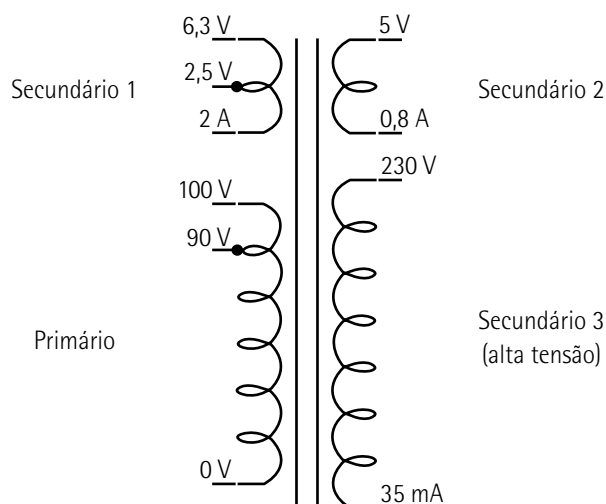 6,3 V
2,5 V
2 A
Secundário 1
5 V
0,8 A
Secundário 2
100 V
90 V
0 V
Primário
230 V
35 mA
Secundário 3
(alta tensão)